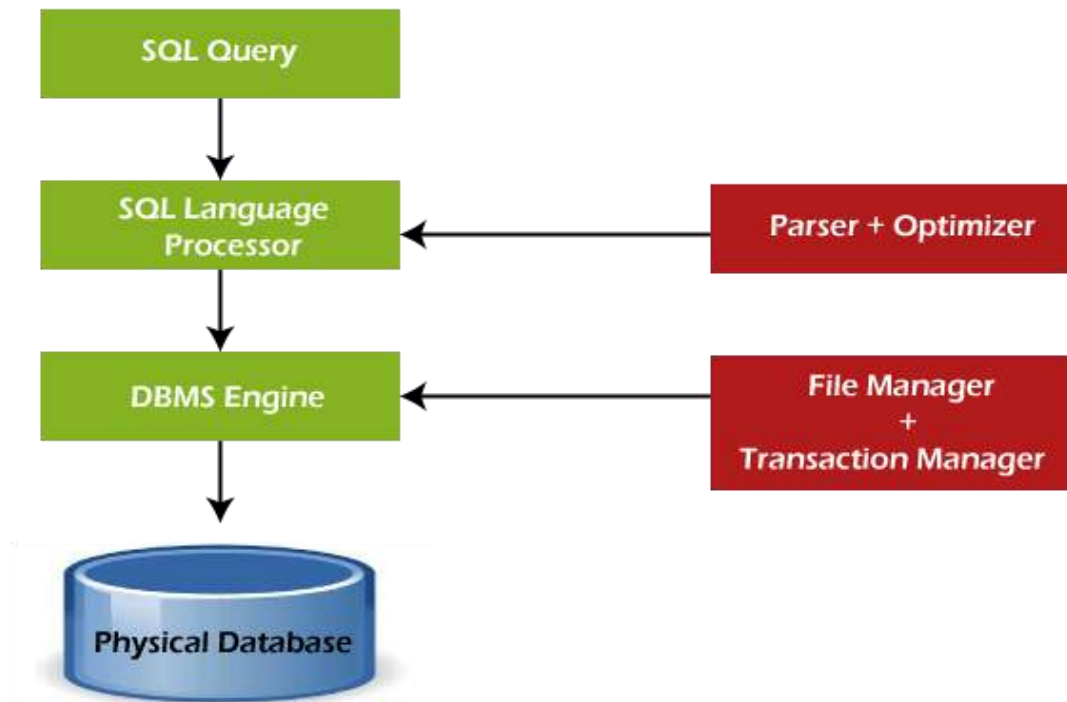 SQL Query
SQL Language
Processor
Parser + Optimizer
DBMS Engine
File Manager
+
Transaction Manager
Physical Database